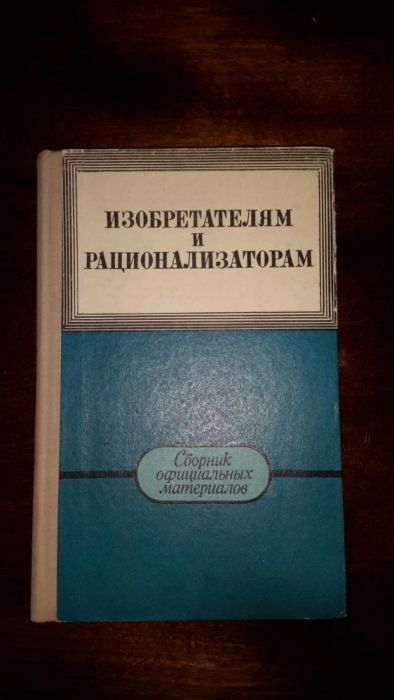 ИЗОБРЕТАТЕЛЯМ
И
РАЦИОНАЛИЗАТОРАМ
Сборник
официальных
материалов